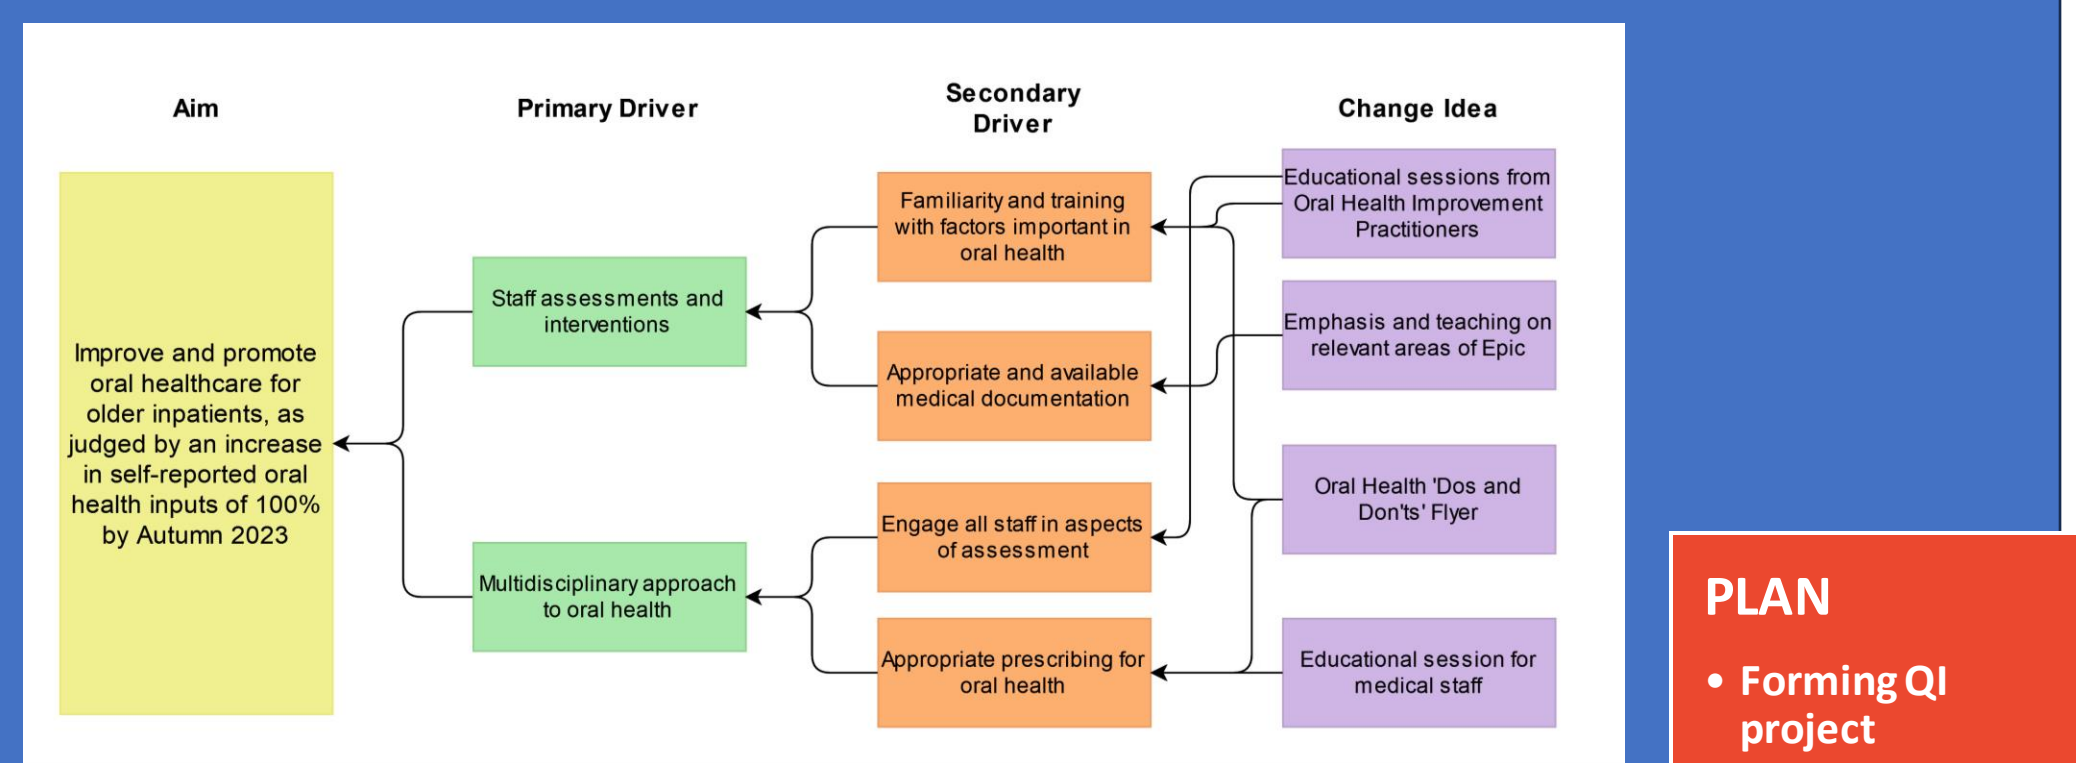 Aim
Primary Driver
Secondary
Driver
Change Idea
Improve and promote
oral healthcare for
older inpatients, as
judged by an increase
in self-reported oral
health inputs of 100%
by Autumn 2023
Staff assessments and
interventions
Multidisciplinary approach
to oral health
Familiarity and training
with factors important in
oral health
Appropriate and available
medical documentation
Engage all staff in aspects
of assessment
Appropriate prescribing for
oral health
Educational sessions from
Oral Health Improvement
Practitioners
Emphasis and teaching on
relevant areas of Epic
Oral Health 'Dos and
Don'ts' Flyer
Educational session for
medical staff
PLAN
• Forming QI
project